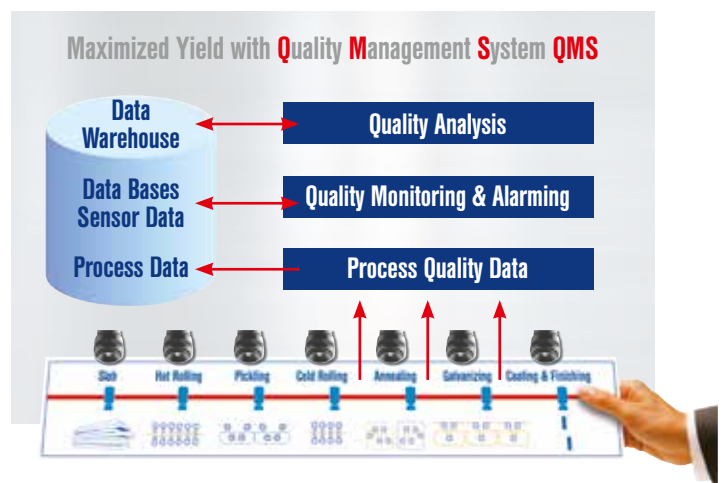 Maximized Yield with Quality Management System QMS
Data
Warehouse
Quality Analysis
Data Bases
Sensor Data
Quality Monitoring & Alarming
Process Data
Process Quality Data
Slab
Hot Rolling
Pickling
Cold Rolling
Annealing
Galvanizing
Coating & Finishing